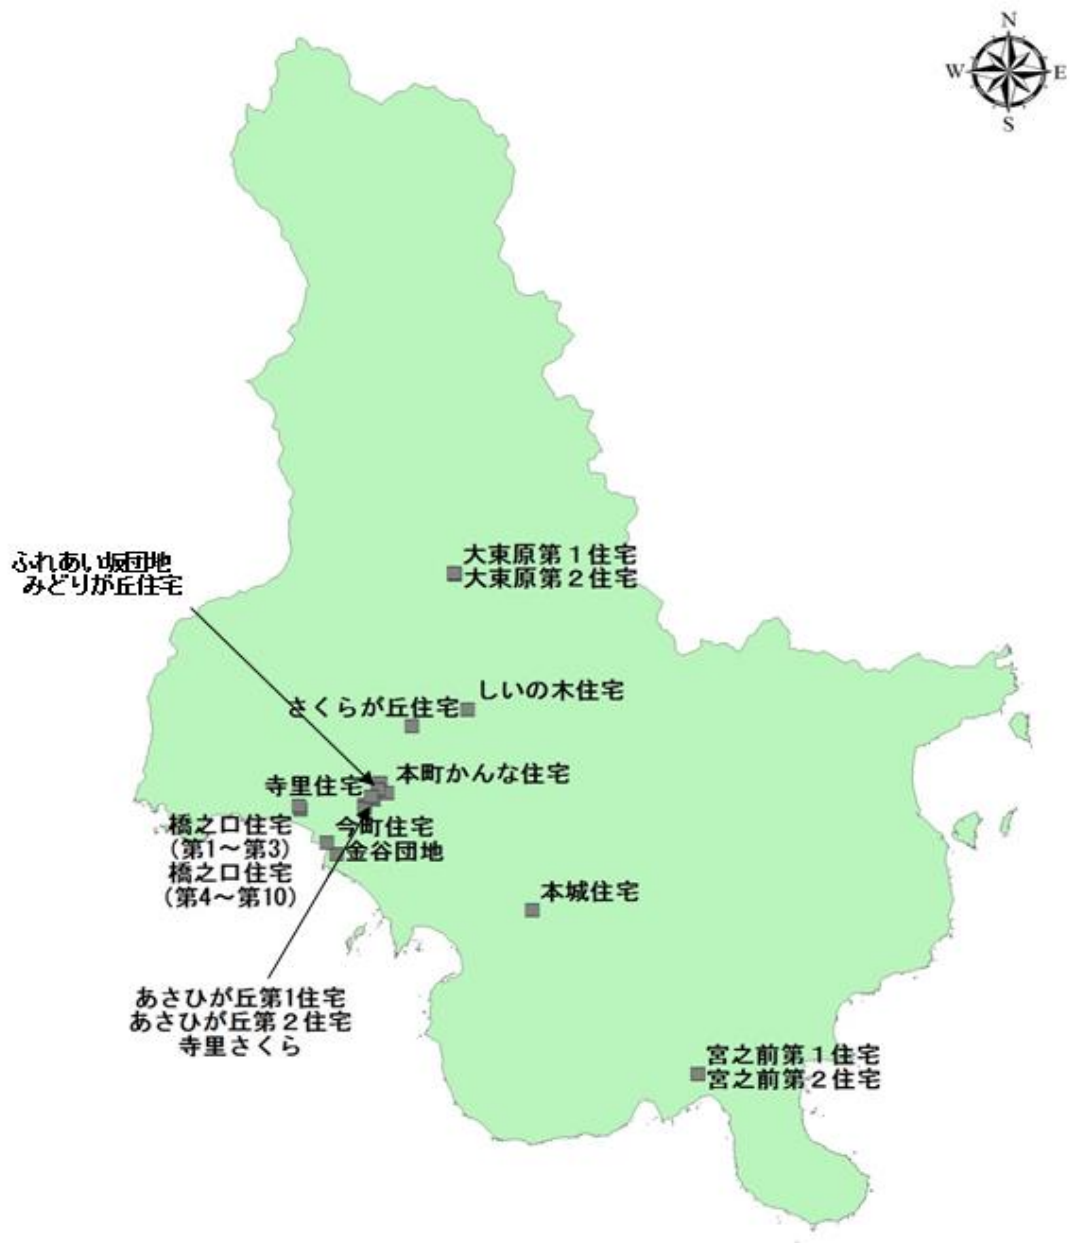 N
W
E
S
大東原第１住宅
大東原第２住宅
ふれあい坂団地
みどりが丘住宅
しいの木住宅
さくらが丘住宅
本町かんな住宅
寺里住宅
橋之口住宅
(第1～第3)
橋之口住宅
(第4～第10)
今町住宅
金谷団地
本城住宅
あさひが丘第1住宅
あさひが丘第２住宅
寺里さくら
宮之前第１住宅
宮之前第２住宅